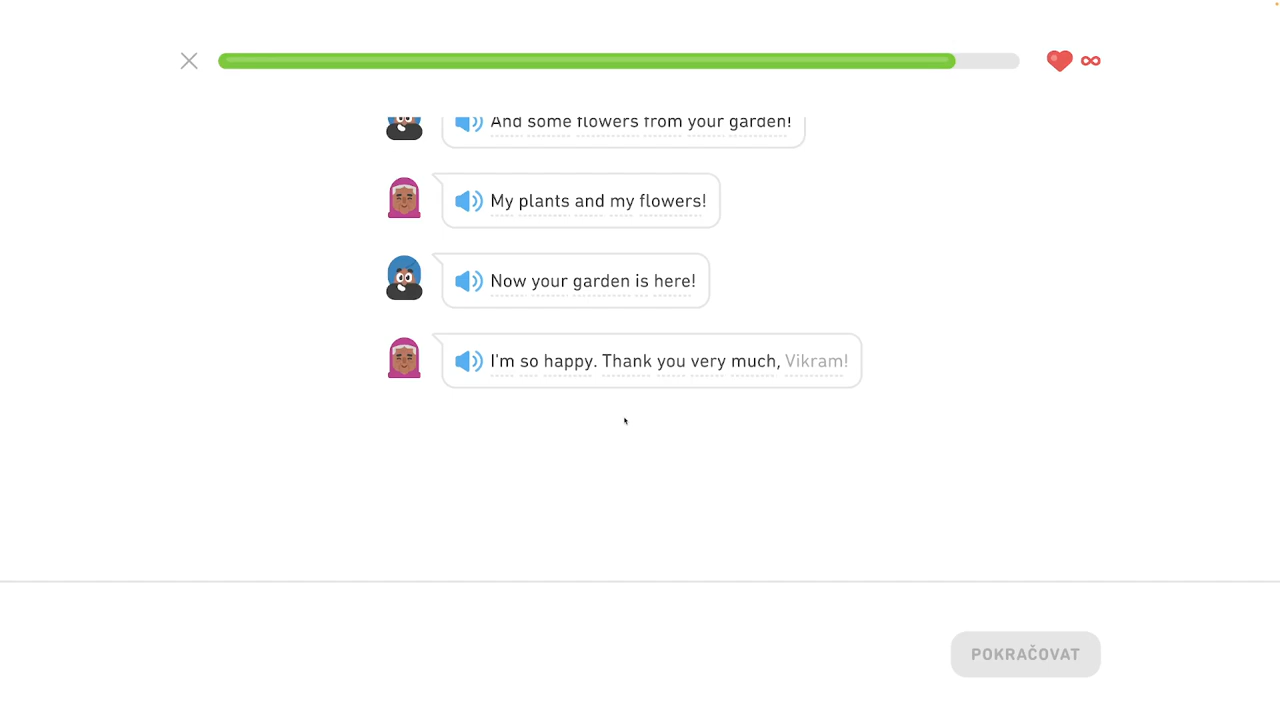 And some flowers from your garden!
My plants and my flowers!
Now your garden is here!
I'm so happy. Thank you very much, Vikram!
POKRAČOVAT